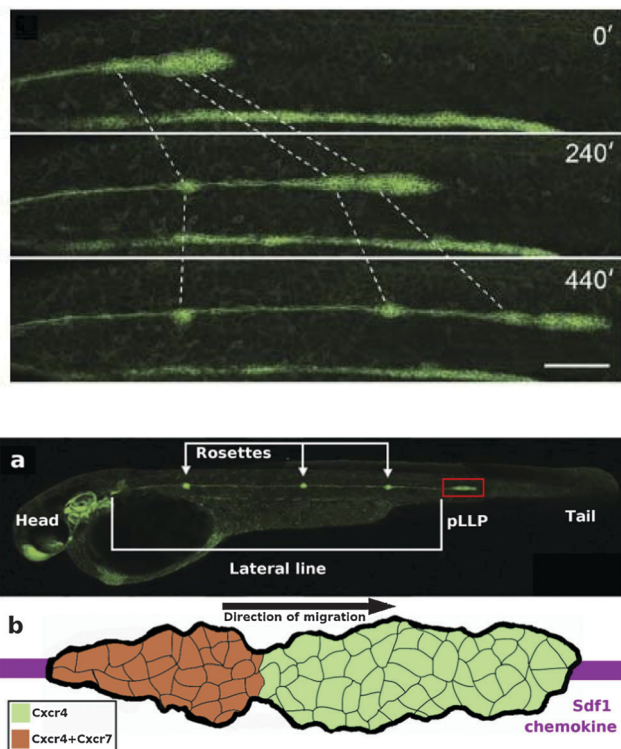 0′
240′
440′
a
Rosettes
Head
pLLP
Tail
Lateral line
b
Direction of migration
Cxcr4
Cxcr4+Cxcr7
Sdf1
chemokine